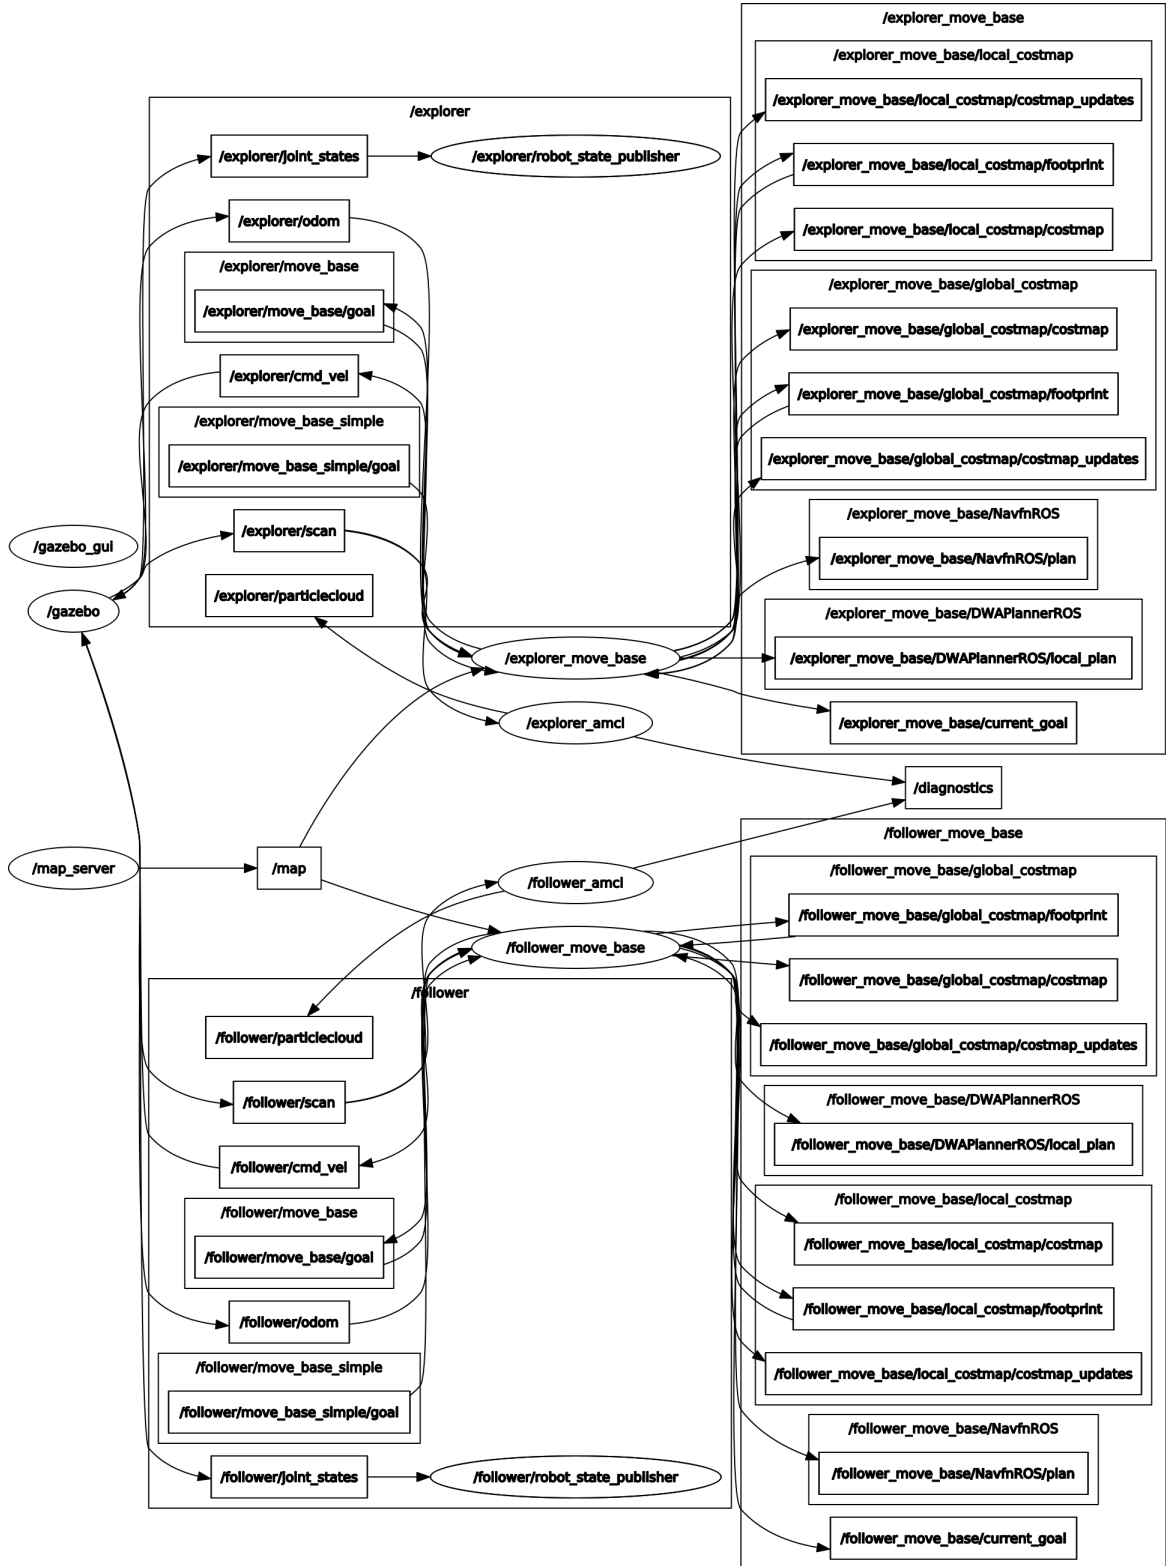 /explorer_move_base
/explorer_move_base/local_costmap
/explorer_move_base/local_costmap/costmap_updates
/explorer_move_base/local_costmap/footprint
/explorer_move_base/local_costmap/costmap
/explorer_move_base/global_costmap
/explorer_move_base/global_costmap/costmap
/explorer_move_base/global_costmap/footprint
/explorer_move_base/global_costmap/costmap_updates
/explorer_move_base/NavfnROS
/explorer_move_base/NavfnROS/plan
/explorer_move_base/DWAPlannerROS
/explorer_move_base/DWAPlannerROS/local_plan
/explorer_move_base/current_goal
/explorer
/explorer/joint_states
/explorer/robot_state_publisher
/explorer/odom
/explorer/move_base
/explorer/move_base/goal
/explorer/cmd_vel
/explorer/move_base_simple
/explorer/move_base_simple/goal
/explorer/scan
/explorer/particlecloud
/gazebo_gui
/gazebo
/explorer_move_base
/explorer_amcl
/diagnostics
/map_server
/map
/follower_amcl
/follower_move_base
/follower
/follower/particlecloud
/follower/scan
/follower/cmd_vel
/follower/move_base
/follower/move_base/goal
/follower/odom
/follower/move_base_simple
/follower/move_base_simple/goal
/follower/joint_states
/follower/robot_state_publisher
/follower_move_base
/follower_move_base/global_costmap
/follower_move_base/global_costmap/footprint
/follower_move_base/global_costmap/costmap
/follower_move_base/global_costmap/costmap_updates
/follower_move_base/DWAPlannerROS
/follower_move_base/DWAPlannerROS/local_plan
/follower_move_base/local_costmap
/follower_move_base/local_costmap/costmap
/follower_move_base/local_costmap/footprint
/follower_move_base/local_costmap/costmap_updates
/follower_move_base/NavfnROS
/follower_move_base/NavfnROS/plan
/follower_move_base/current_goal